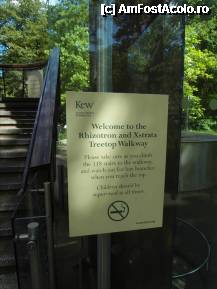 (c) AmFostAcolo.ro
Kew
Welcome to the
Rhizotron and Xstrata
Treetop Walkway
Please take care as you climb
the 118 stairs to the walkway,
and watch out for low branches
when you reach the top.
Children should be
supervised at all times.